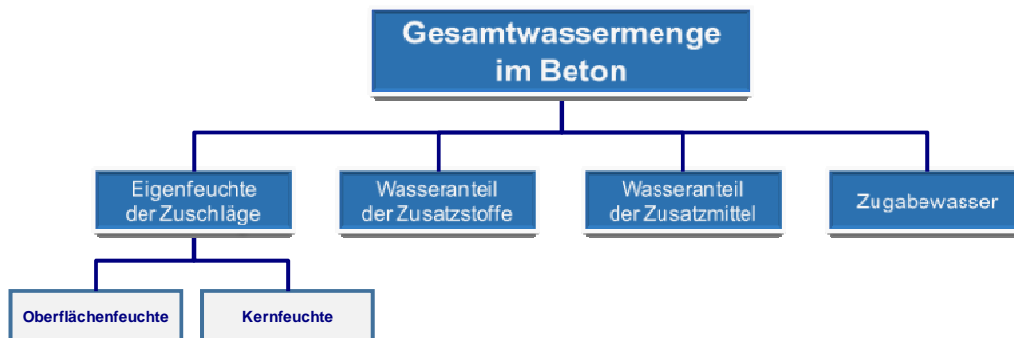 Gesamtwassermenge
im Beton
Eigenfeuchte
der Zuschläge
Wasseranteil
der Zusatzstoffe
Wasseranteil
der Zusatzmittel
Zugabewasser
Oberflächenfeuchte
Kernfeuchte